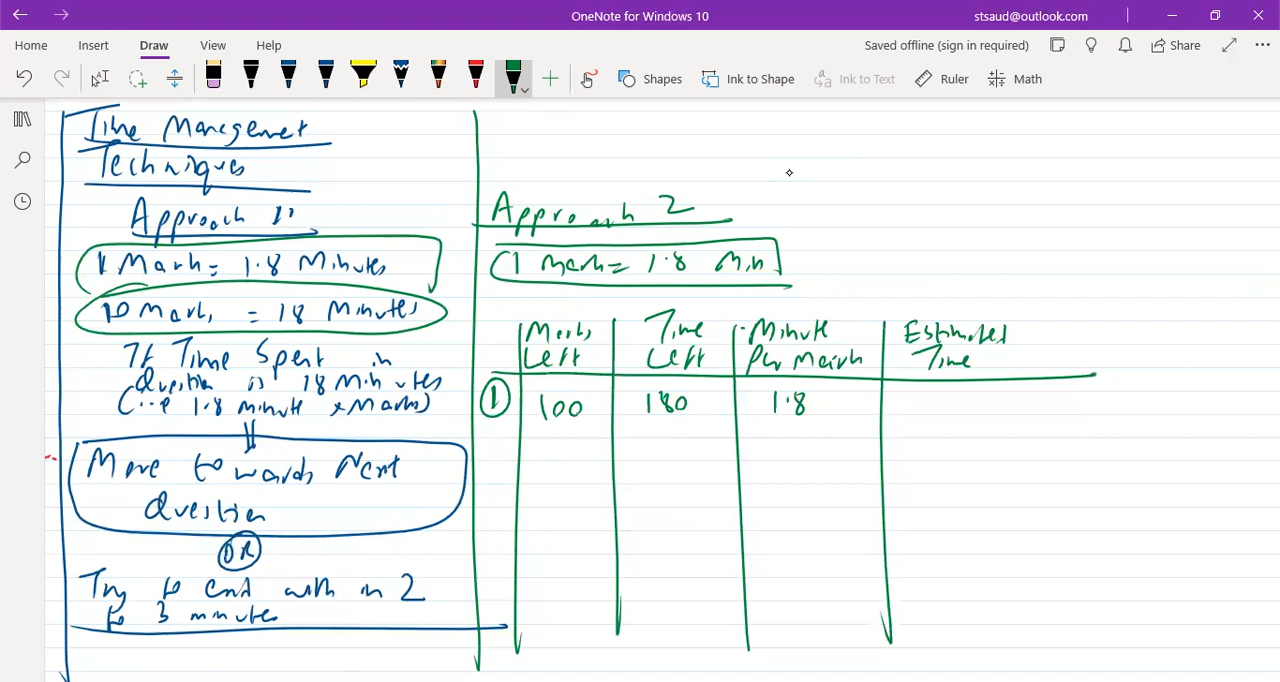 OneNote for Windows 10
stsaud@outlook.com
Home Insert Draw View Help
Saved offline (sign in required) Share
Shapes Ink to Shape Ink to Text Ruler Math
Time Management
Techniques
Approach 1:
1 Mark = 1.8 Minutes
10 Marks = 18 Minutes
If Time Spent in
Question is 18 Minutes
(i.e 1.8 minute x Marks)
Move towards Next
Question
OR
Try to end with in 2
to 3 minutes
Approach 2
1 mark = 1.8 Min
Marks Left Time Left Minute Per Mark Estimated Time
1 100 180 1.8